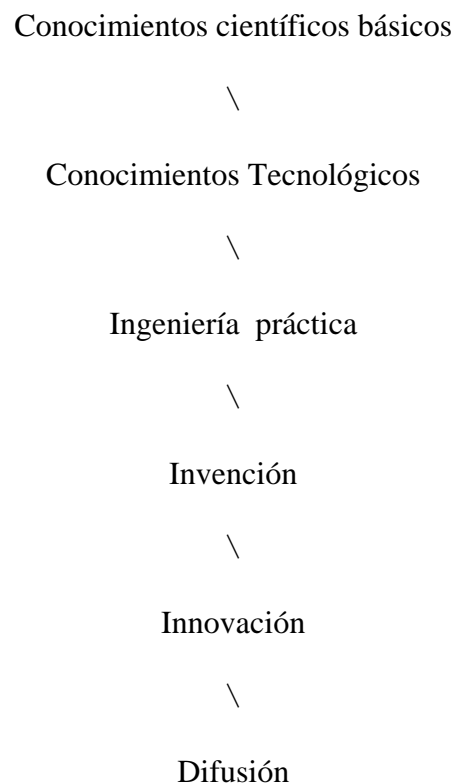 Conocimientos científicos básicos
\
Conocimientos Tecnológicos
\
Ingeniería  práctica
\
Invención
\
Innovación
\
Difusión